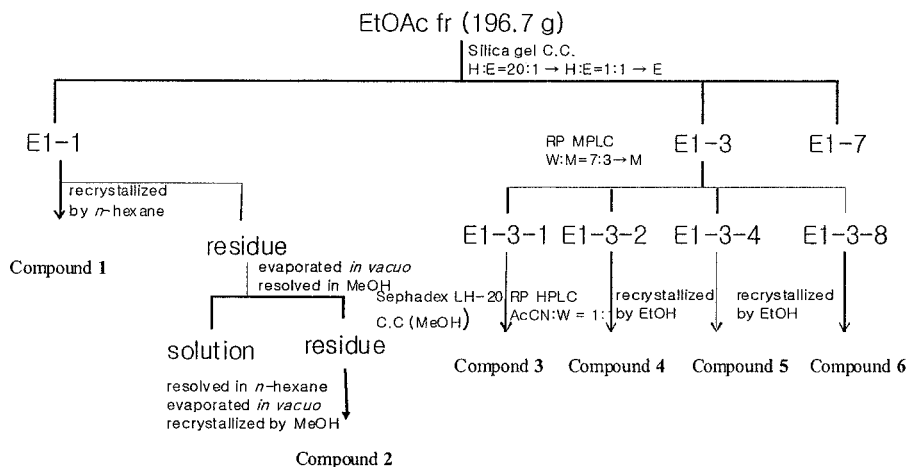 EtOAc fr (196.7 g)
Silica gel C.C.
H:E=20:1 → H:E=1:1 → E
E1-1
RP MPLC
W:M=7:3→M
E1-3
E1-7
recrystallized
by n-hexane
Compound 1
residue
E1-3-1
E1-3-2
E1-3-4
E1-3-8
evaporated in vacuo
resolved in MeOH
Sephadex LH-20
C.C (MeOH)
RP HPLC
AcCN:W = 1:
recrystallized
by EtOH
recrystallized
by EtOH
solution
residue
Compond 3
Compound 4
Compound 5
Compound 6
resolved in n-hexane
evaporated in vacuo
recrystallized by MeOH
Compound 2